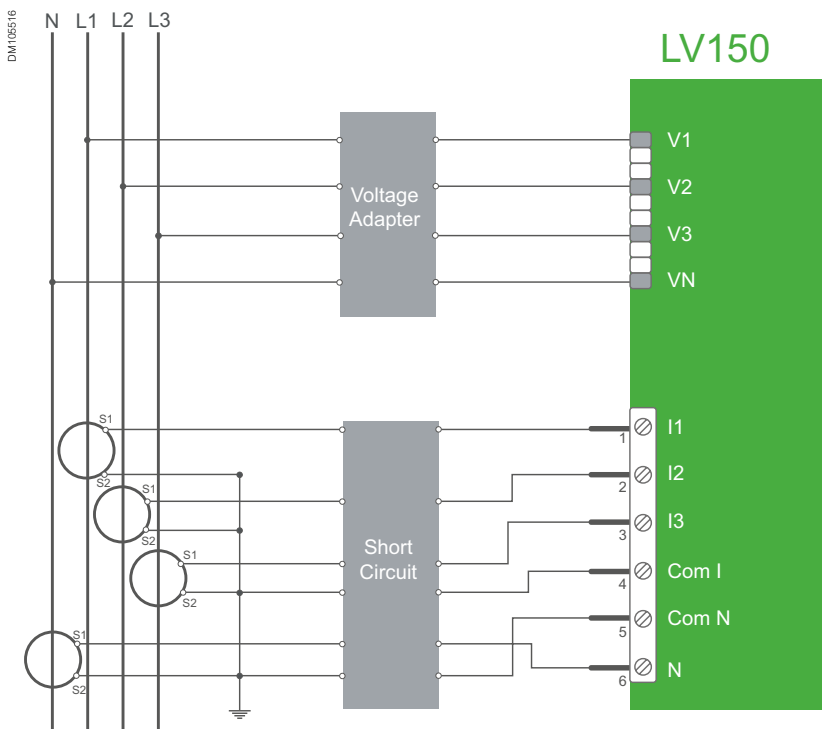 DM105516
N L1 L2 L3
LV150
Voltage
Adapter
V1
V2
V3
VN
S1
S2
S1
S2
S1
S2
S1
S2
Short
Circuit
1 I1
2 I2
3 I3
4 Com I
5 Com N
6 N